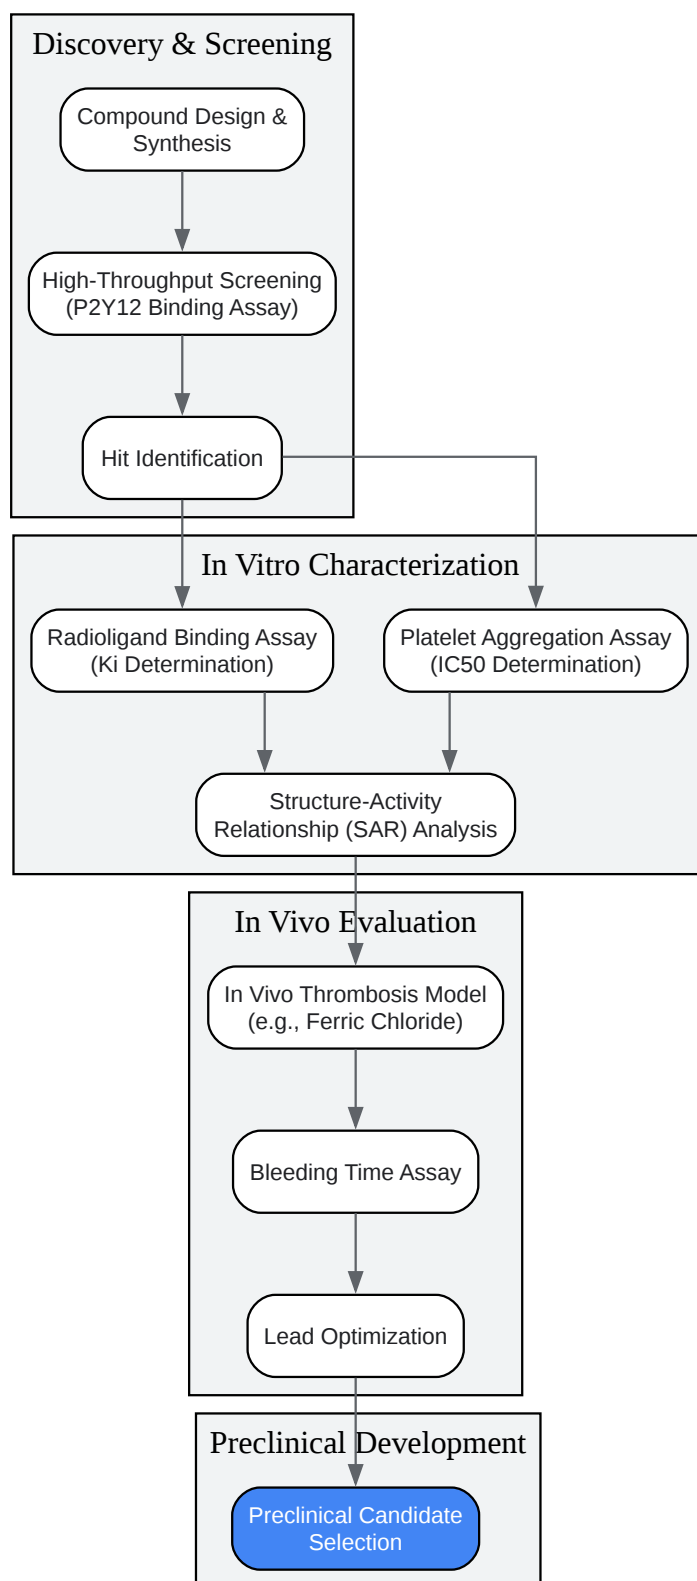 Discovery & Screening
Compound Design &
Synthesis
High-Throughput Screening
(P2Y12 Binding Assay)
Hit Identification
In Vitro Characterization
Radioligand Binding Assay
(Ki Determination)
Platelet Aggregation Assay
(IC50 Determination)
Structure-Activity
Relationship (SAR) Analysis
In Vivo Evaluation
In Vivo Thrombosis Model
(e.g., Ferric Chloride)
Bleeding Time Assay
Lead Optimization
Preclinical Development
Preclinical Candidate
Selection